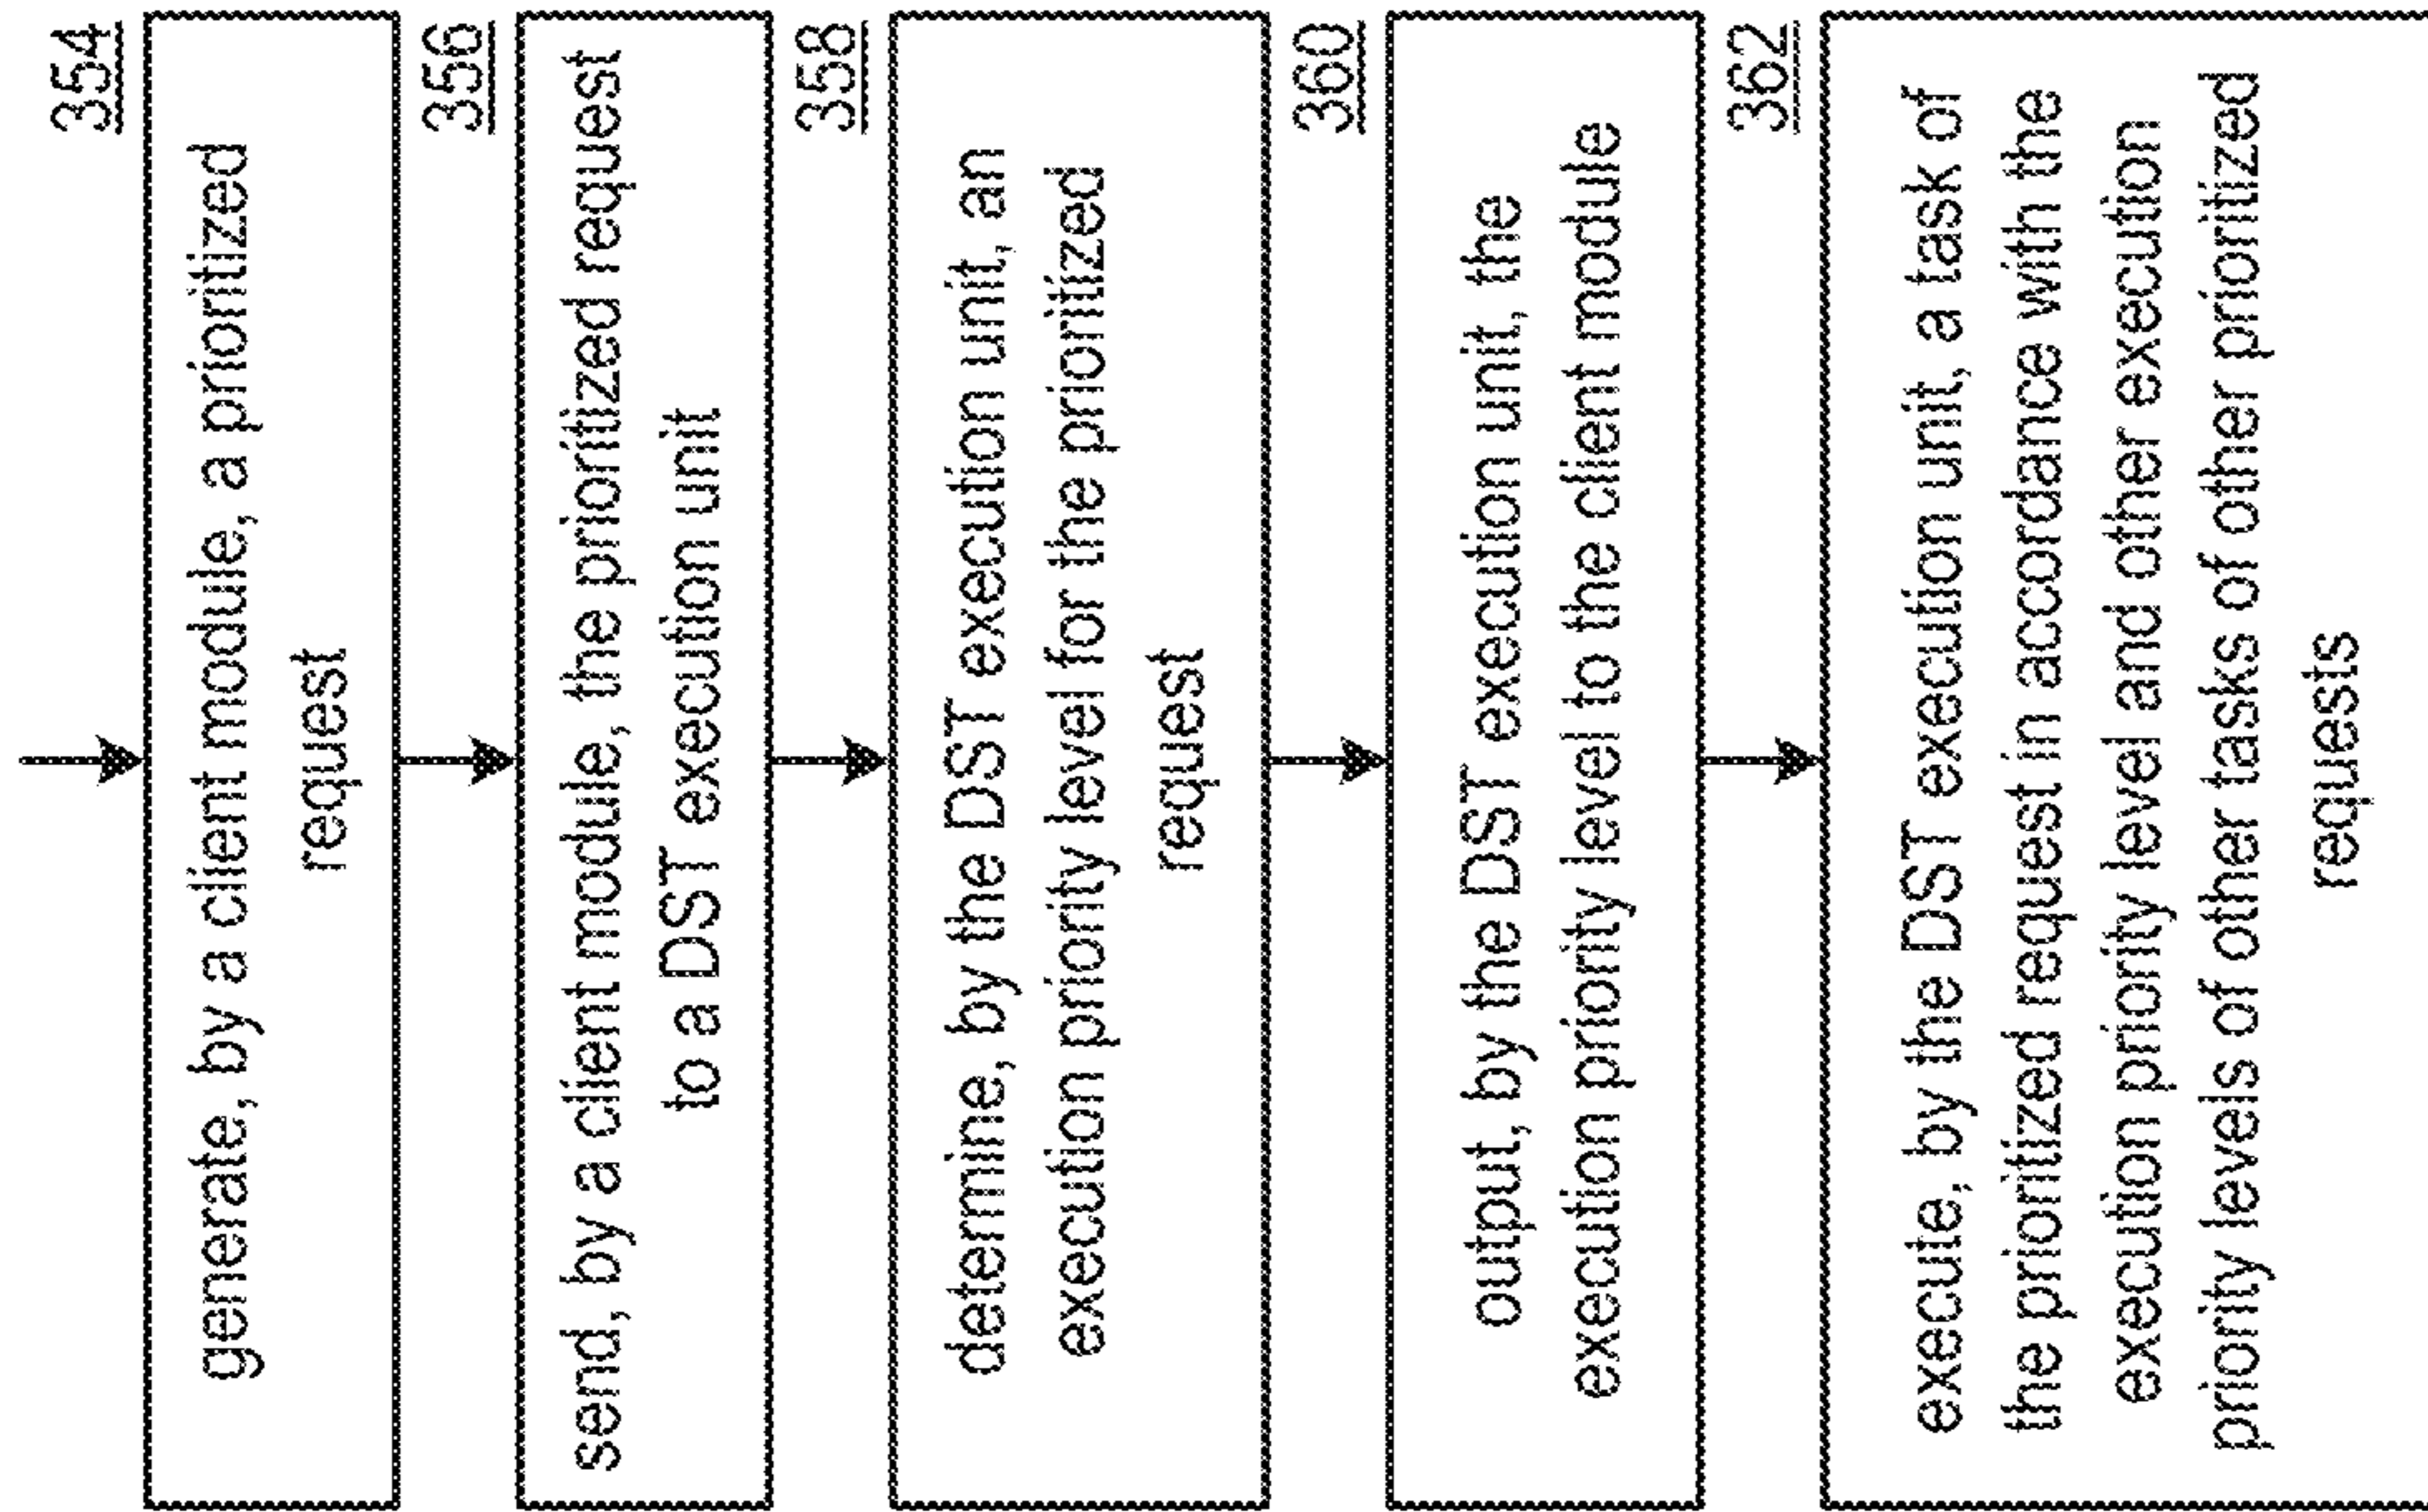 354
generate, by a client module, a prioritized
request
356
send, by a client module, the prioritized request
to a DST execution unit
358
determine, by the DST execution unit, an
execution priority level for the prioritized
request
360
output, by the DST execution unit, the
execution priority level to the client module
362
execute, by the DST execution unit, a task of
the prioritized request in accordance with the
execution priority level and other execution
priority levels of other tasks of other prioritized
requests